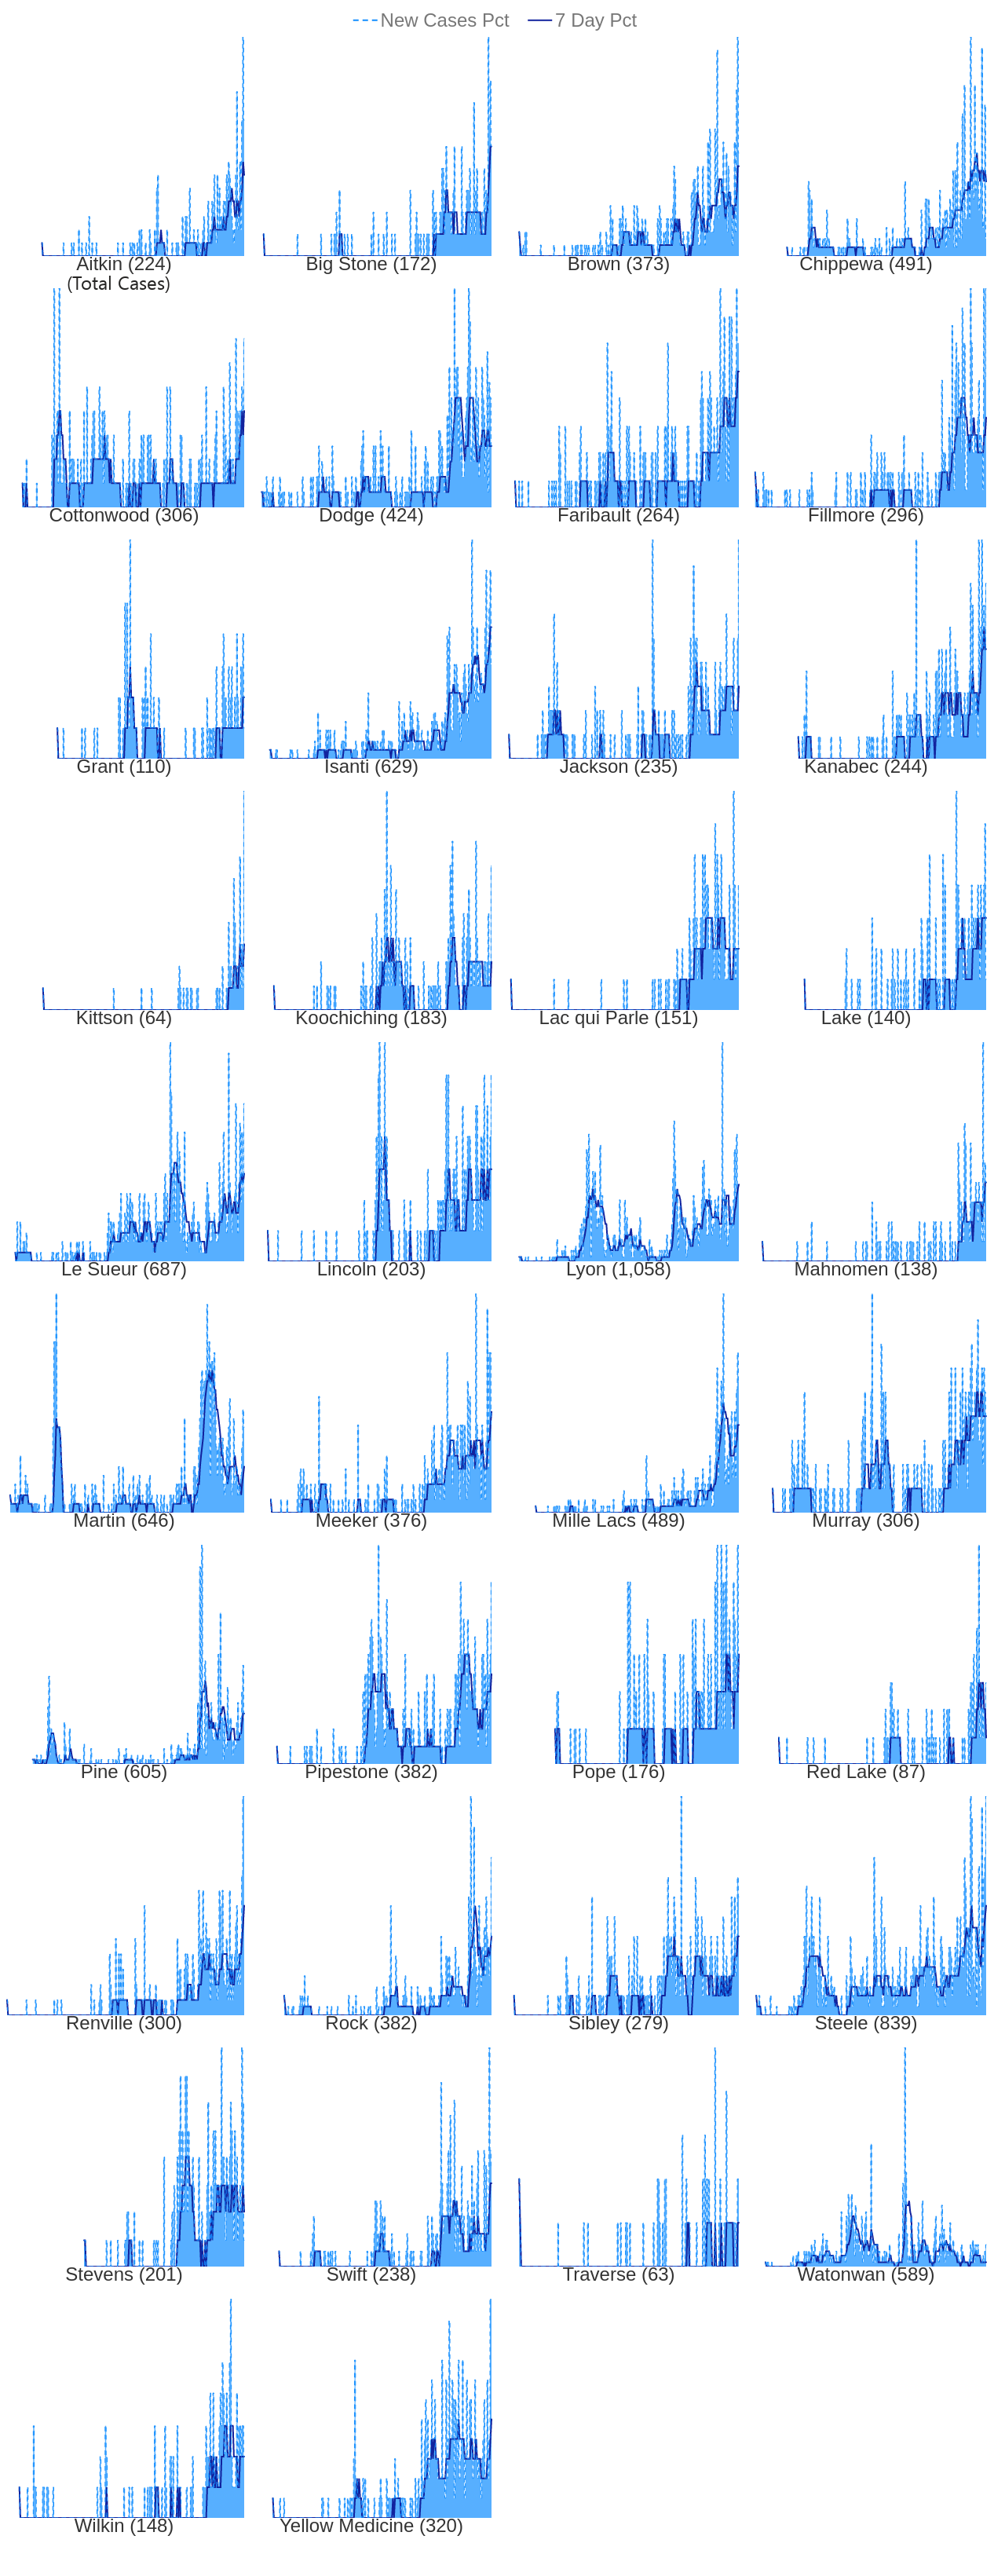 New Cases Pct 7 Day Pct
Aitkin (224) Big Stone (172) Brown (373) Chippewa (491)
(Total Cases)
Cottonwood (306) Dodge (424) Faribault (264) Fillmore (296)
Grant (110) Isanti (629) Jackson (235) Kanabec (244)
Kittson (64) Koochiching (183) Lac qui Parle (151) Lake (140)
Le Sueur (687) Lincoln (203) Lyon (1,058) Mahnomen (138)
Martin (646) Meeker (376) Mille Lacs (489) Murray (306)
Pine (605) Pipestone (382) Pope (176) Red Lake (87)
Renville (300) Rock (382) Sibley (279) Steele (839)
Stevens (201) Swift (238) Traverse (63) Watonwan (589)
Wilkin (148) Yellow Medicine (320)